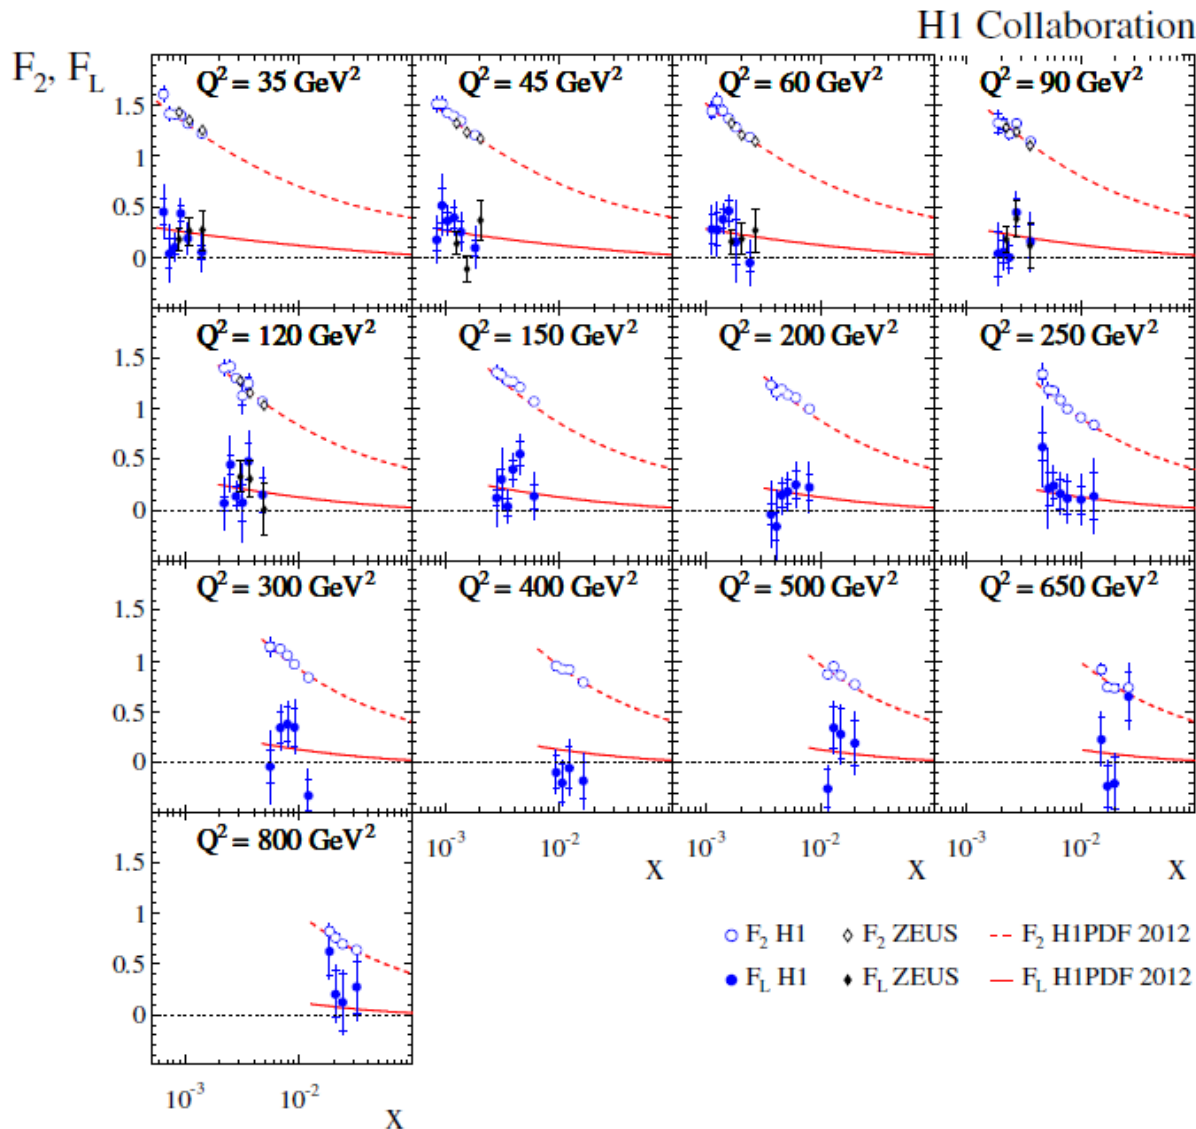 H1 Collaboration
F₂, F_L
Q² = 35 GeV²
Q² = 45 GeV²
Q² = 60 GeV²
Q² = 90 GeV²
1.5
1
0.5
0
Q² = 120 GeV²
Q² = 150 GeV²
Q² = 200 GeV²
Q² = 250 GeV²
1.5
1
0.5
0
Q² = 300 GeV²
Q² = 400 GeV²
Q² = 500 GeV²
Q² = 650 GeV²
1.5
1
0.5
0
Q² = 800 GeV²
10⁻³ 10⁻² x
10⁻³ 10⁻² x
10⁻³ 10⁻² x
1.5
1
0.5
0
F₂ H1 F₂ ZEUS F₂ H1PDF 2012
F_L H1 F_L ZEUS F_L H1PDF 2012
10⁻³ 10⁻² x